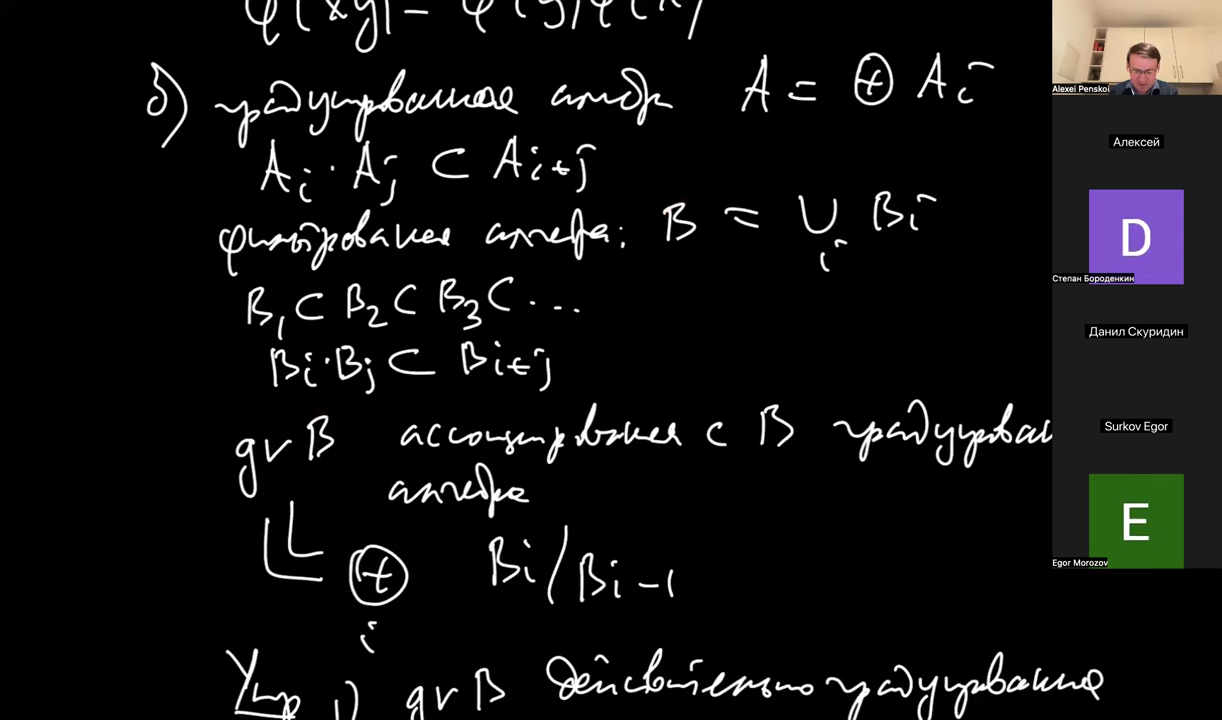 φ(xy) = φ(y)φ(x)
б) градуированная алгебра A = ⊕ Ai
Ai · Aj ⊂ Ai+j
фильтрованная алгебра: B = ∪ Bi
i
B1 ⊂ B2 ⊂ B3 ⊂ ...
Bi · Bj ⊂ Bi+j
gr B ассоциированная с B градуирован
алгебра
⊕ Bi / Bi-1
i
Упр 1) gr B действительно градуированная
Alexei Penskoi
Алексей
D
Степан Бороденкин
Данил Скуридин
Surkov Egor
E
Egor Morozov